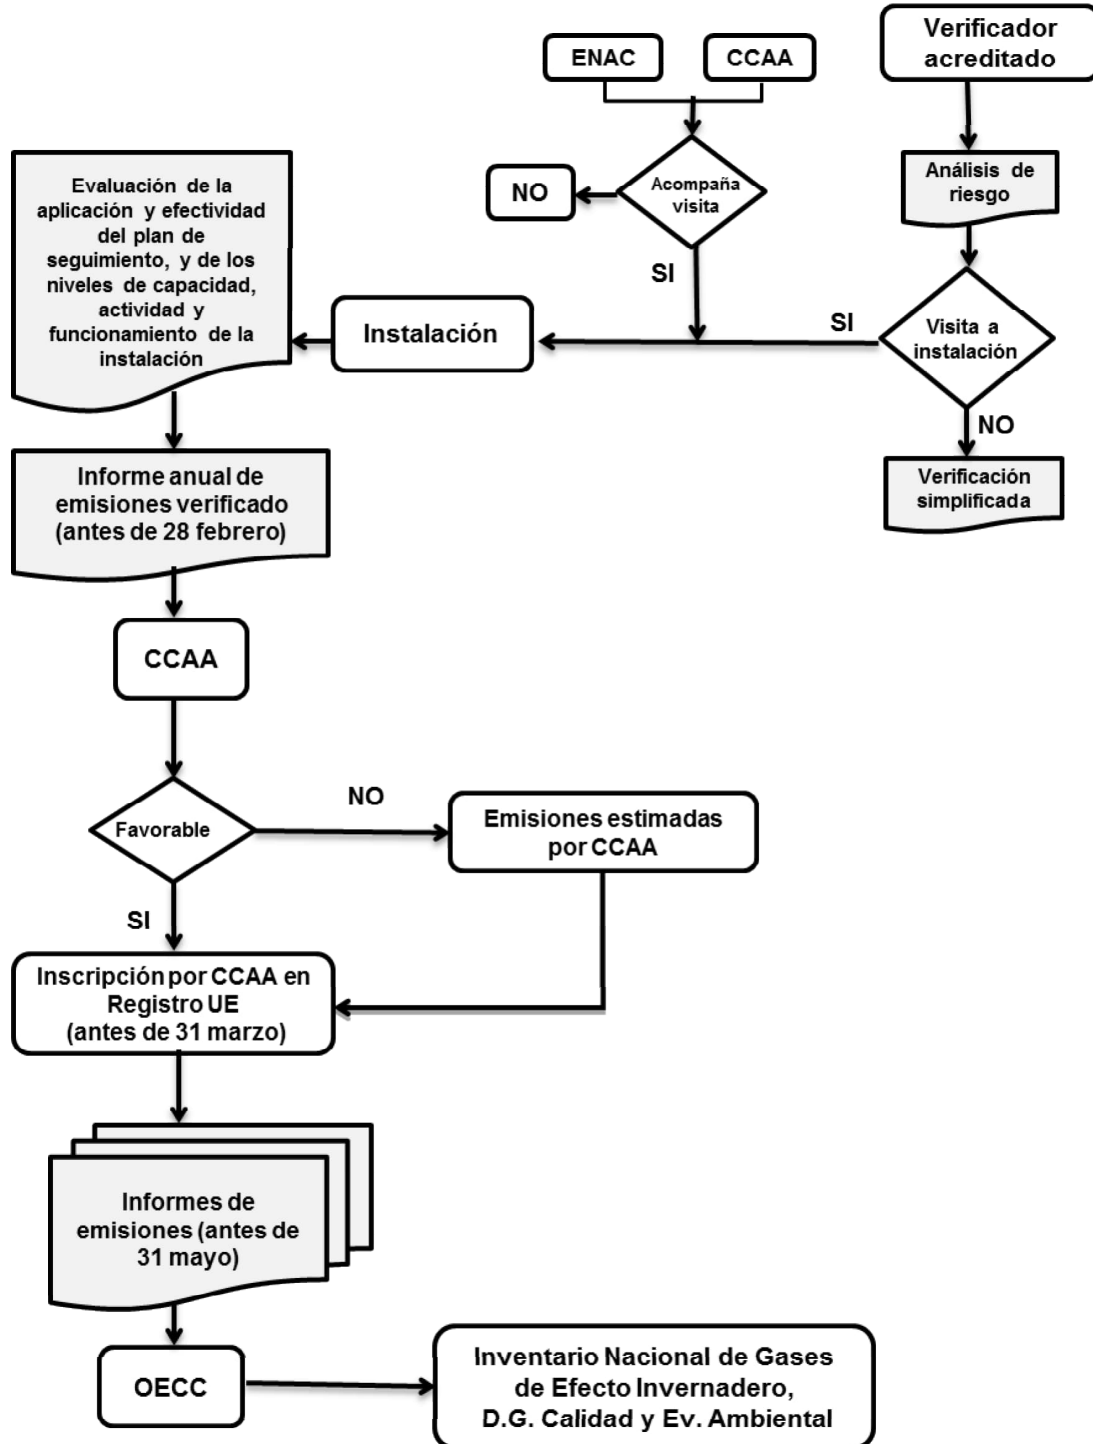 Verificador
acreditado
ENAC
CCAA
Análisis de
riesgo
Acompaña
visita
NO
SI
Visita a
instalación
SI
NO
Verificación
simplificada
Instalación
Evaluación de la
aplicación y efectividad
del plan de
seguimiento, y de los
niveles de capacidad,
actividad y
funcionamiento de la
instalación
Informe anual de
emisiones verificado
(antes de 28 febrero)
CCAA
Favorable
NO
Emisiones estimadas
por CCAA
SI
Inscripción por CCAA en
Registro UE
(antes de 31 marzo)
Informes de
emisiones (antes de
31 mayo)
OECC
Inventario Nacional de Gases
de Efecto Invernadero,
D.G. Calidad y Ev. Ambiental